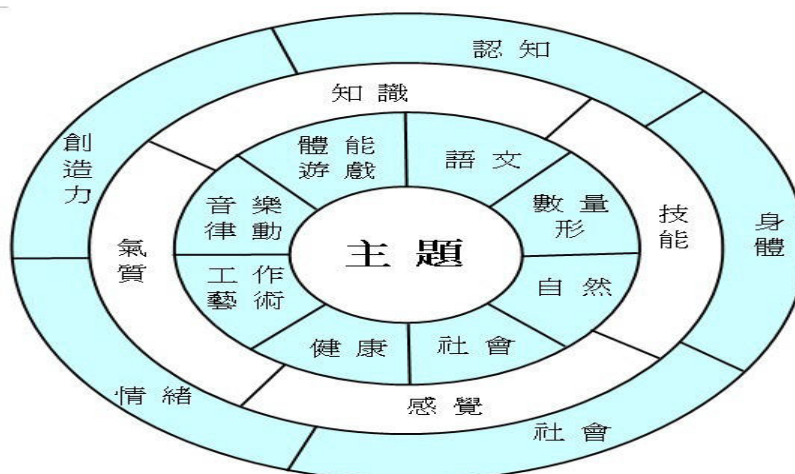 認知
知識
創造力
體能
遊戲
語文
音樂
律動
數量
形
技能
身體
氣質
主題
工作
藝術
自然
健康
社會
情緒
感覺
社會